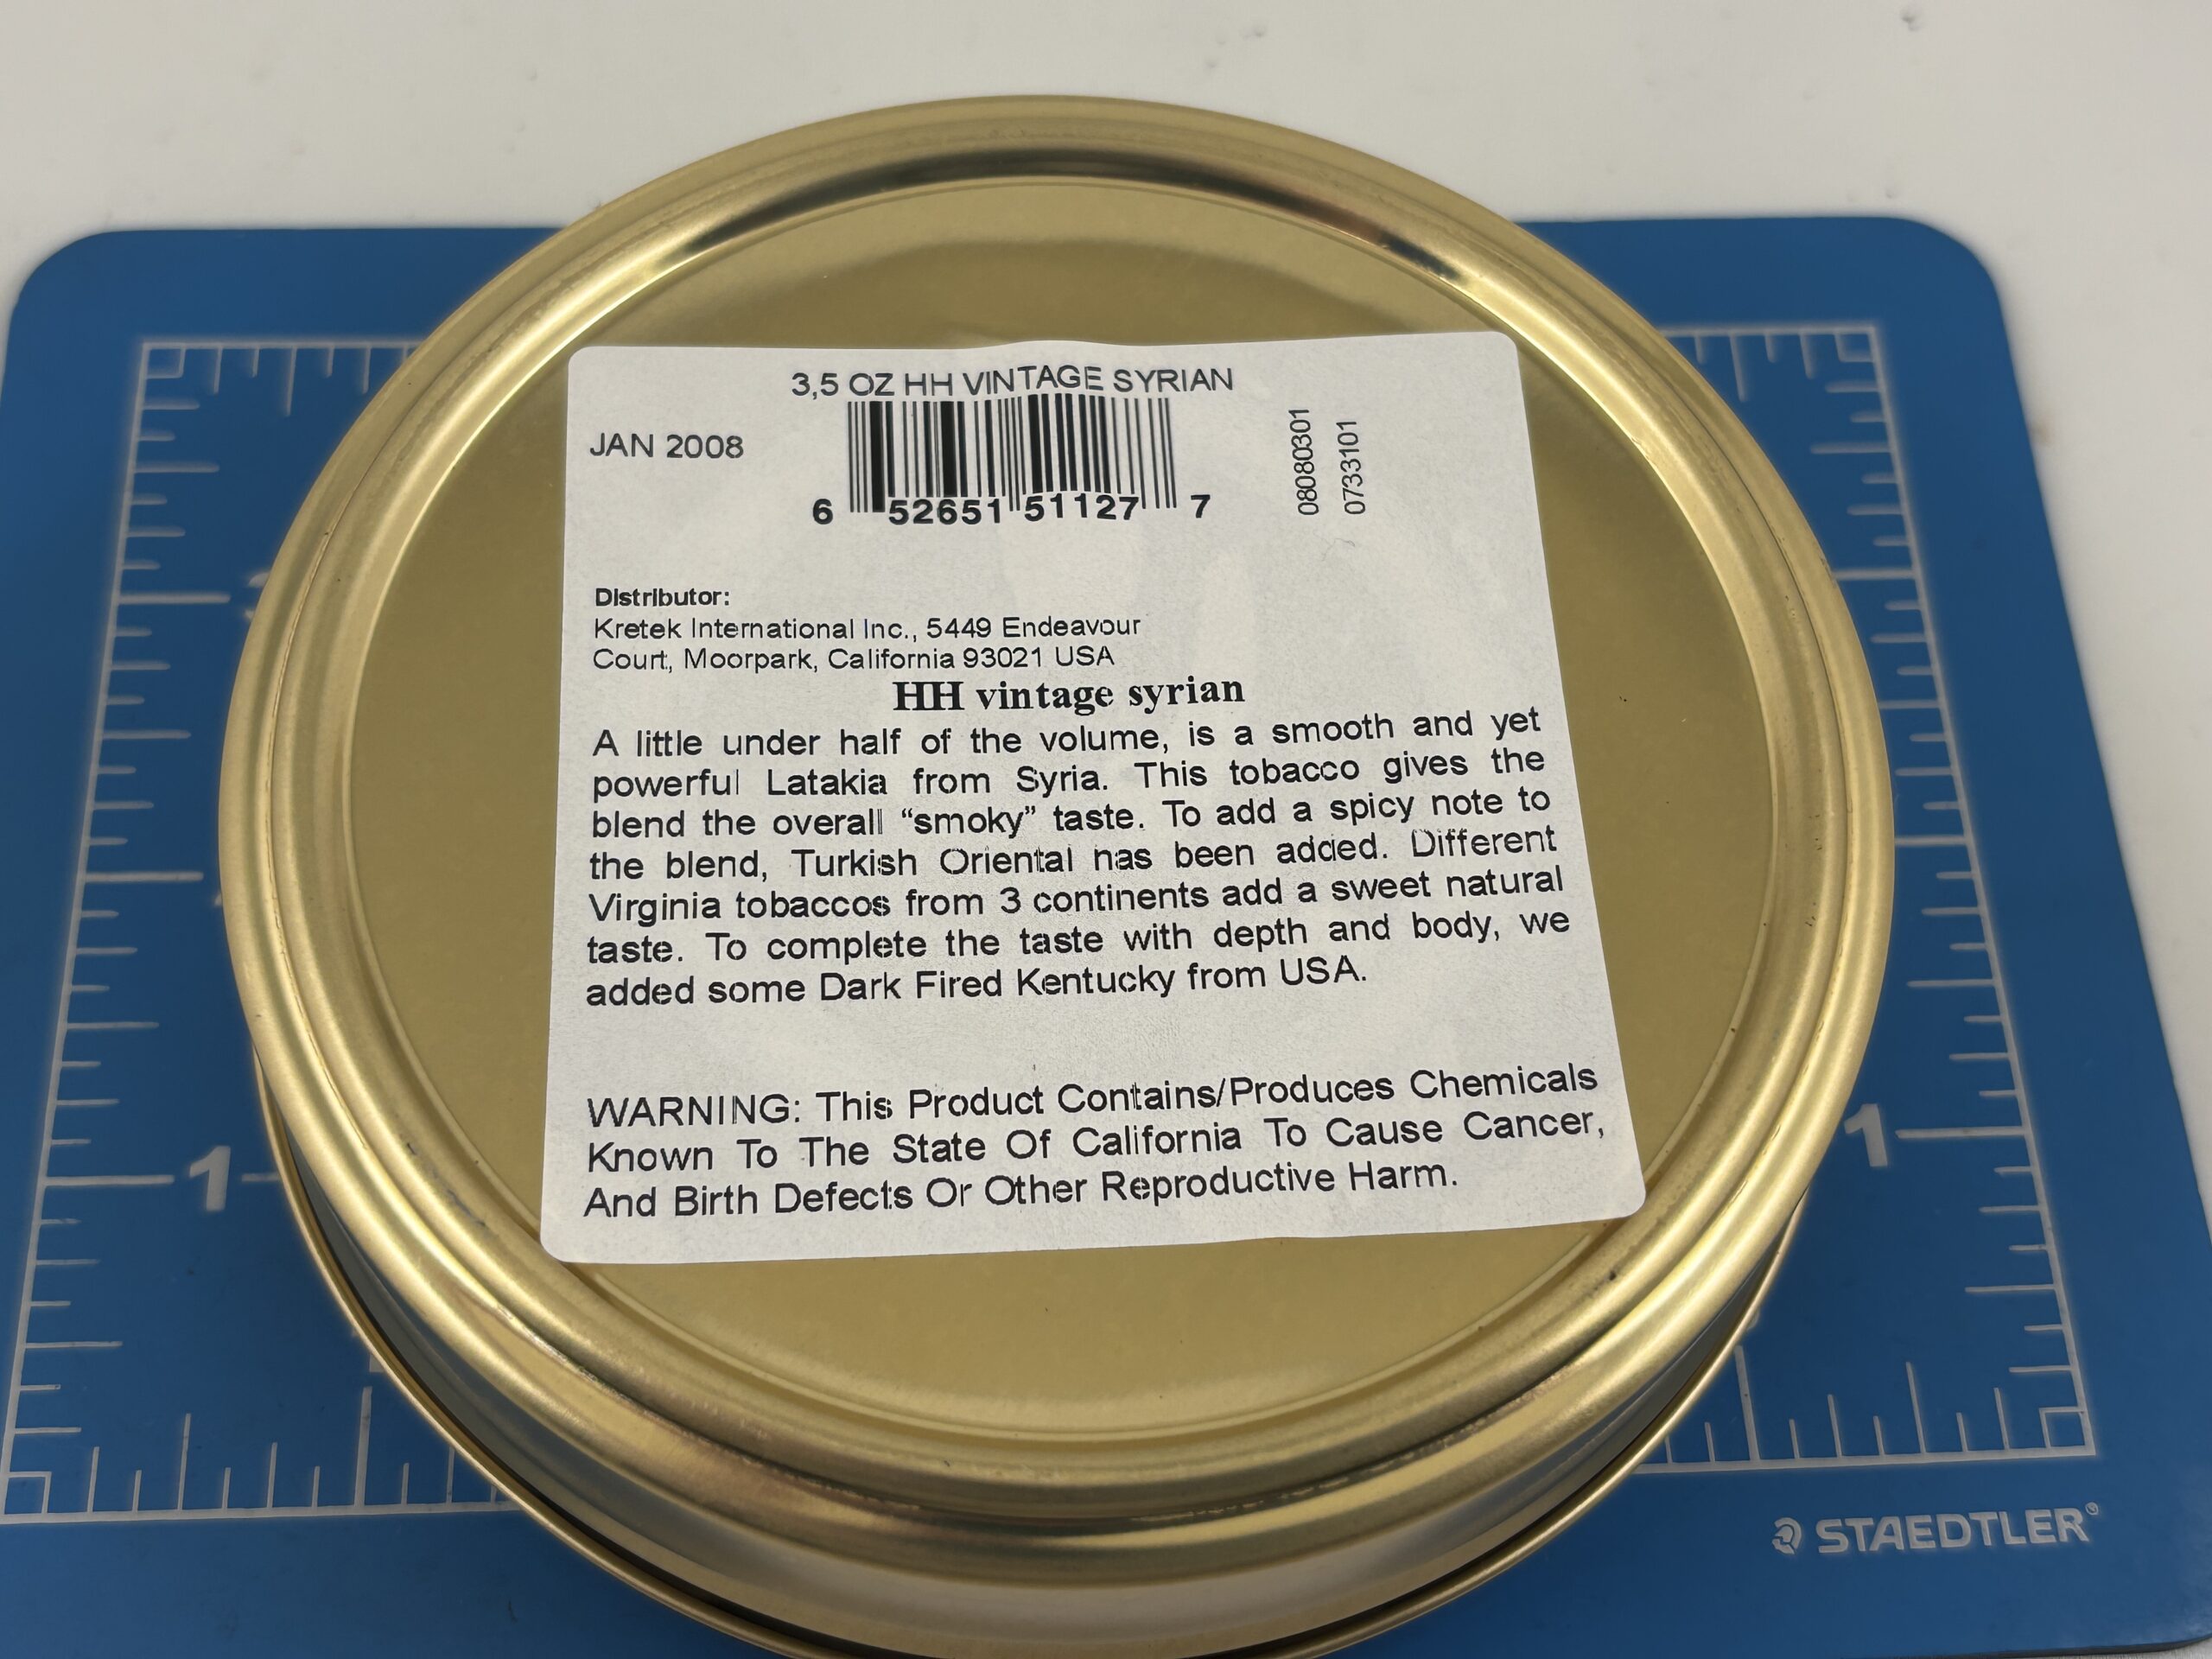 3,5 OZ HH VINTAGE SYRIAN
JAN 2008
6 52651 51127 7
08080301
0733101
Distributor:
Kretek International Inc., 5449 Endeavour
Court, Moorpark, California 93021 USA
HH vintage syrian
A little under half of the volume, is a smooth and yet
powerful Latakia from Syria. This tobacco gives the
blend the overall “smoky” taste. To add a spicy note to
the blend, Turkish Oriental has been added. Different
Virginia tobaccos from 3 continents add a sweet natural
taste. To complete the taste with depth and body, we
added some Dark Fired Kentucky from USA.
WARNING: This Product Contains/Produces Chemicals
Known To The State Of California To Cause Cancer,
And Birth Defects Or Other Reproductive Harm.
1
1
STAEDTLER®